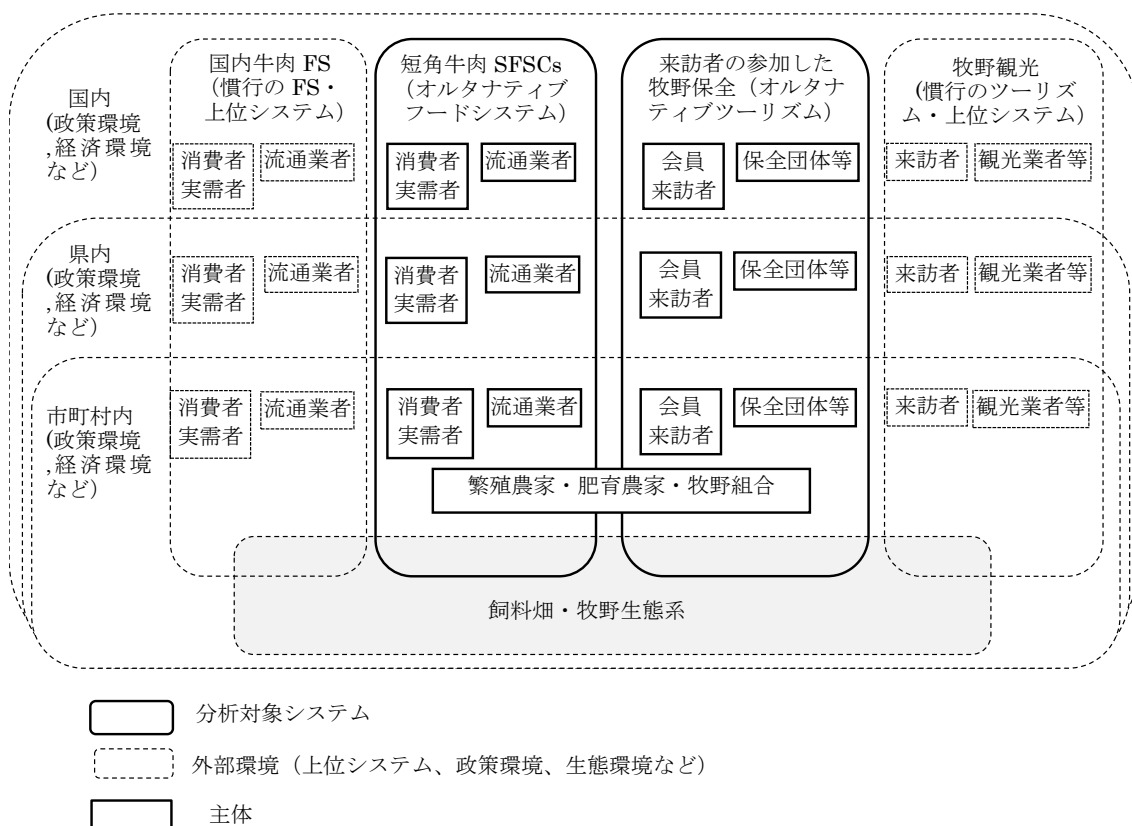 国内牛肉 FS
(慣行の FS・
上位システム)
短角牛肉 SFSCs
(オルタナティブ
フードシステム)
来訪者の参加した
牧野保全（オルタナ
ティブツーリズム)
牧野観光
(慣行のツーリズ
ム・上位システム)
国内
(政策環境
,経済環境
など)
消費者
実需者
流通業者
消費者
実需者
流通業者
会員
来訪者
保全団体等
来訪者
観光業者等
県内
(政策環境
,経済環境
など)
消費者
実需者
流通業者
消費者
実需者
流通業者
会員
来訪者
保全団体等
来訪者
観光業者等
市町村内
(政策環境
,経済環境
など)
消費者
実需者
流通業者
消費者
実需者
流通業者
会員
来訪者
保全団体等
来訪者
観光業者等
繁殖農家・肥育農家・牧野組合
飼料畑・牧野生態系
分析対象システム
外部環境（上位システム、政策環境、生態環境など）
主体